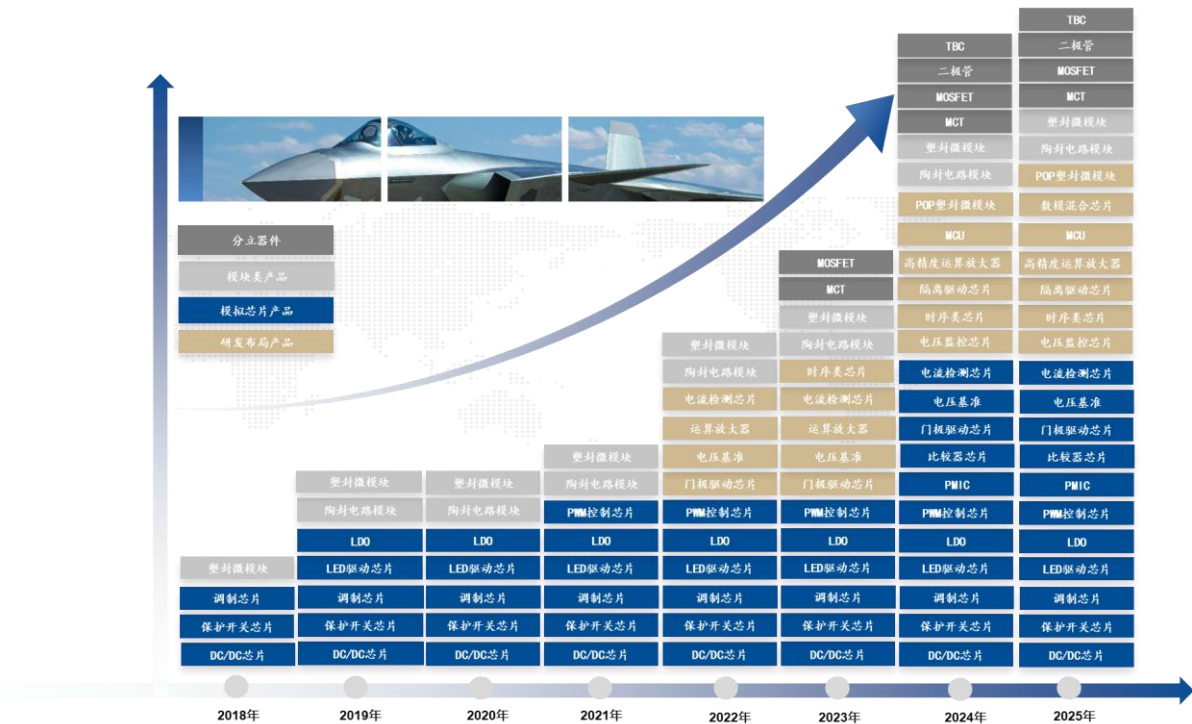 分立器件
模块类产品
模拟芯片产品
研发布局产品
塑封微模块
调制芯片
保护开关芯片
DC/DC芯片
2018年
塑封微模块
陶封电路模块
LDO
LED驱动芯片
调制芯片
保护开关芯片
DC/DC芯片
2019年
塑封微模块
陶封电路模块
LDO
LED驱动芯片
调制芯片
保护开关芯片
DC/DC芯片
2020年
塑封微模块
陶封电路模块
PWM控制芯片
LDO
LED驱动芯片
调制芯片
保护开关芯片
DC/DC芯片
2021年
塑封微模块
陶封电路模块
电流检测芯片
运算放大器
电压基准
门极驱动芯片
PWM控制芯片
LDO
LED驱动芯片
调制芯片
保护开关芯片
DC/DC芯片
2022年
MOSFET
MCT
塑封微模块
陶封电路模块
时序类芯片
电流检测芯片
运算放大器
电压基准
门极驱动芯片
PWM控制芯片
LDO
LED驱动芯片
调制芯片
保护开关芯片
DC/DC芯片
2023年
TBC
二极管
MOSFET
MCT
塑封微模块
陶封电路模块
POP塑封微模块
MCU
高精度运算放大器
隔离驱动芯片
时序类芯片
电压监控芯片
电流检测芯片
电压基准
门极驱动芯片
比较器芯片
PMIC
PWM控制芯片
LDO
LED驱动芯片
调制芯片
保护开关芯片
DC/DC芯片
2024年
TBC
二极管
MOSFET
MCT
塑封微模块
陶封电路模块
POP塑封微模块
数模混合芯片
MCU
高精度运算放大器
隔离驱动芯片
时序类芯片
电压监控芯片
电流检测芯片
电压基准
门极驱动芯片
比较器芯片
PMIC
PWM控制芯片
LDO
LED驱动芯片
调制芯片
保护开关芯片
DC/DC芯片
2025年